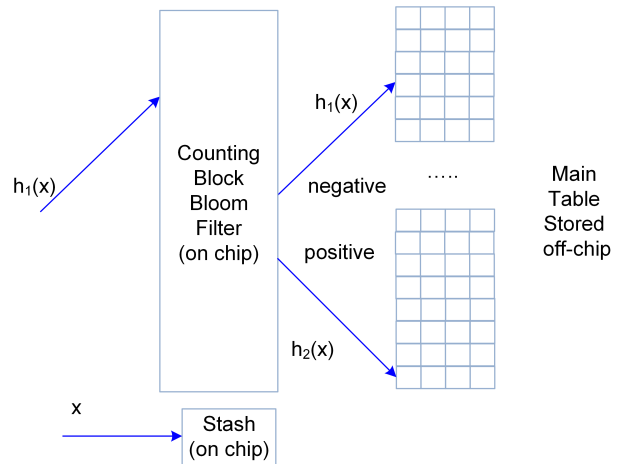 h₁(x)
Counting
Block
Bloom
Filter
(on chip)
h₁(x)
negative
positive
h₂(x)
.....
Main
Table
Stored
off-chip
x
Stash
(on chip)